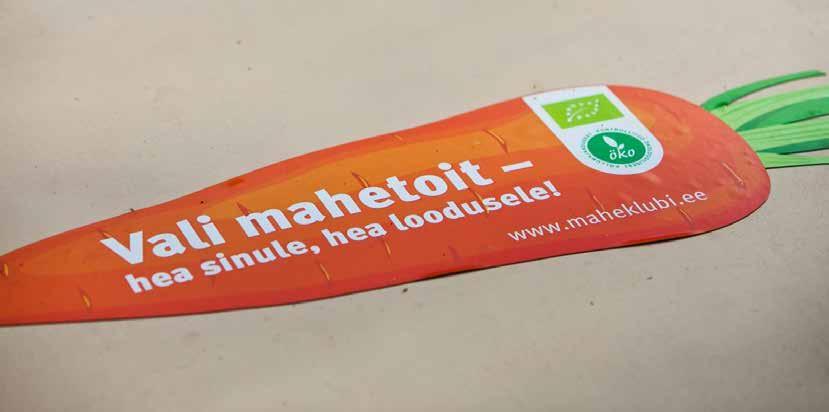 Vali mahetoit –
hea sinule, hea loodusele!
www.maheklubi.ee
öko